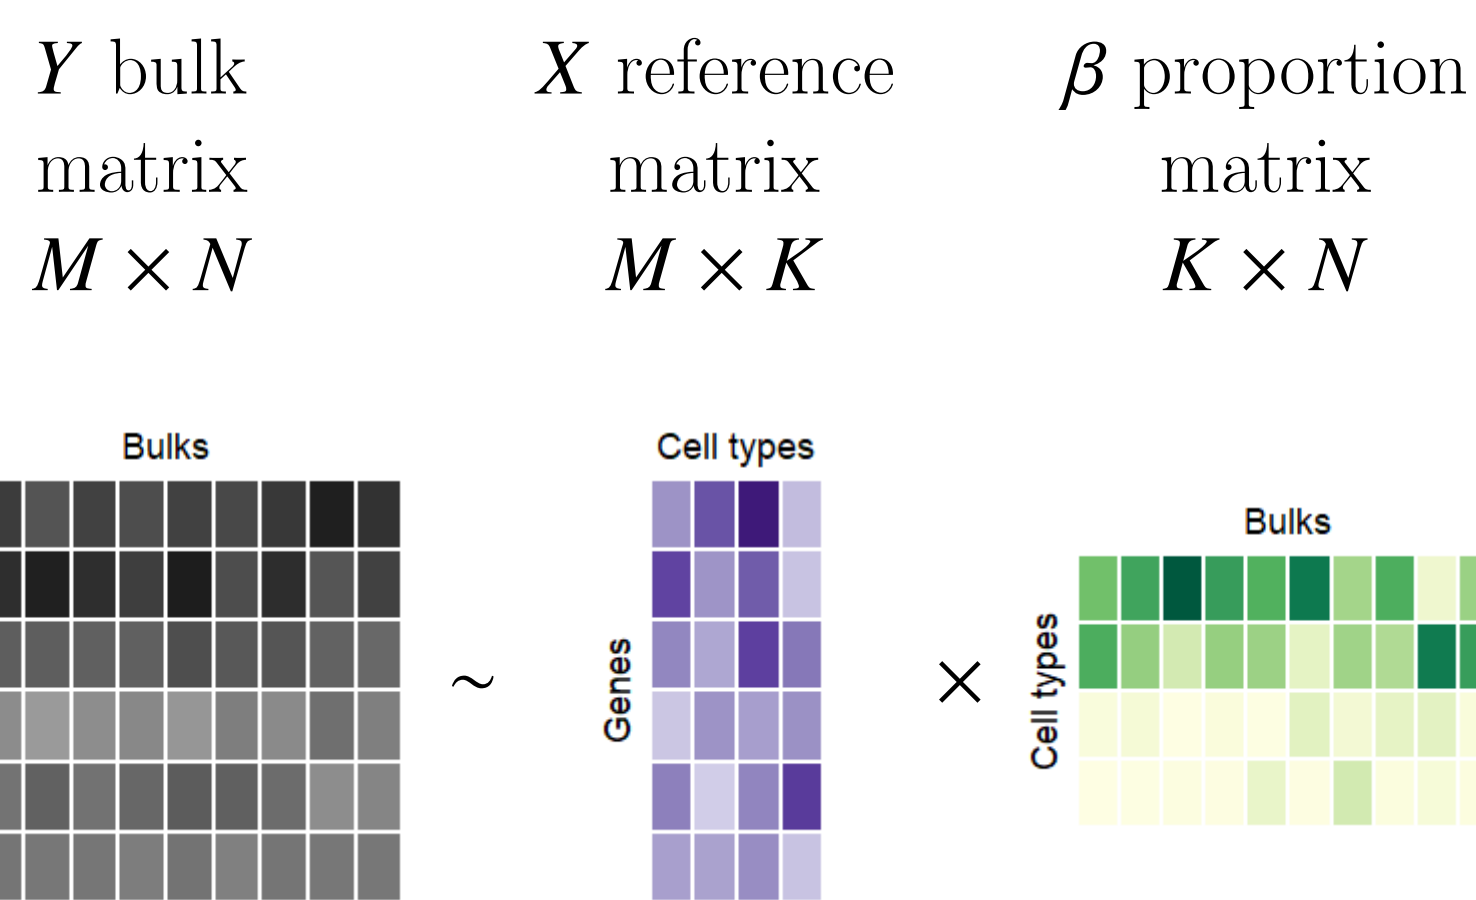 Y bulk
matrix
M × N
X reference
matrix
M × K
β proportion
matrix
K × N
Bulks
~
Cell types
Genes
×
Bulks
Cell types